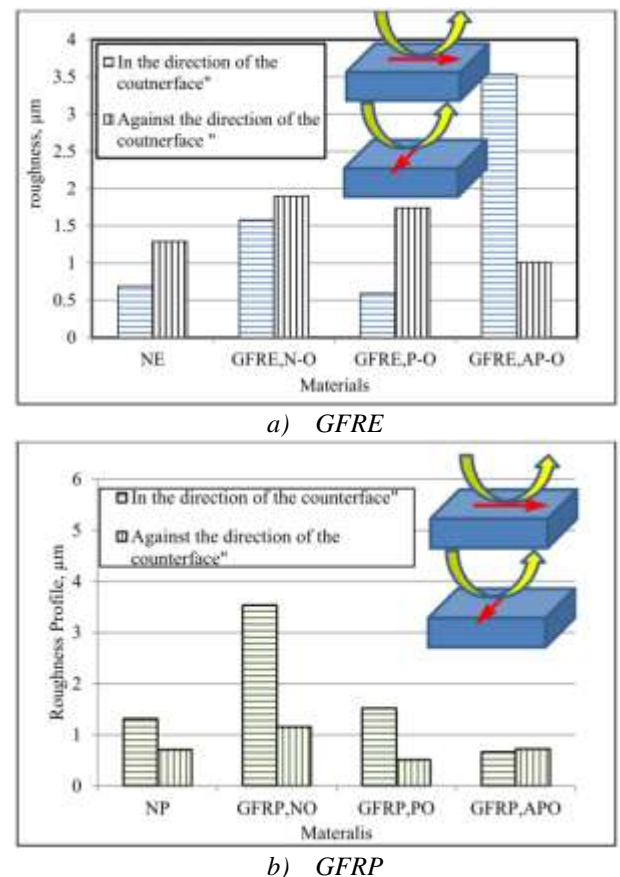 4
3.5
3
2.5
2
1.5
1
0.5
0
roughness, µm
In the direction of the
coutnerface"
Against the direction of the
coutnerface "
NE GFRE,N-O GFRE,P-O GFRE,AP-O
Materials
a) GFRE
6
5
4
3
2
1
0
Roughness Profile, µm
In the direction of the counterface"
Against the direction of the
counterface"
NP GFRP,NO GFRP,PO GFRP,APO
Materalis
b) GFRP